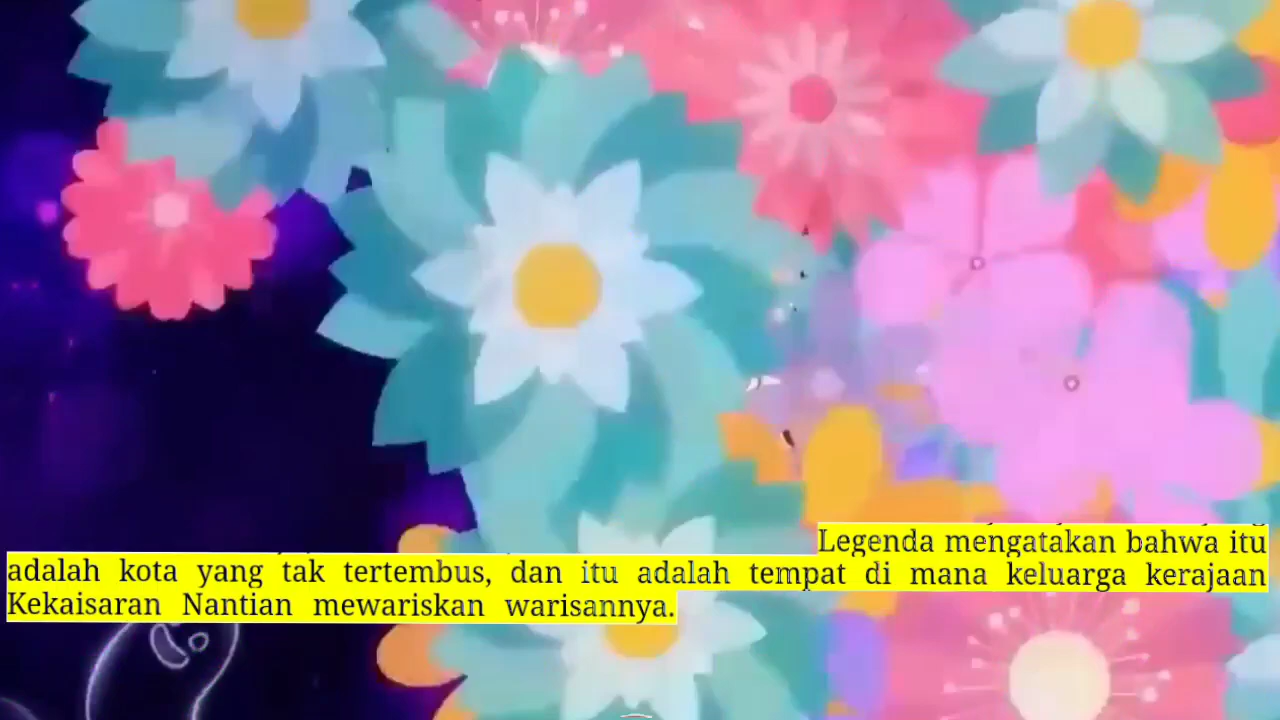 Legenda mengatakan bahwa itu
adalah kota yang tak tertembus, dan itu adalah tempat di mana keluarga kerajaan
Kekaisaran Nantian mewariskan warisannya.